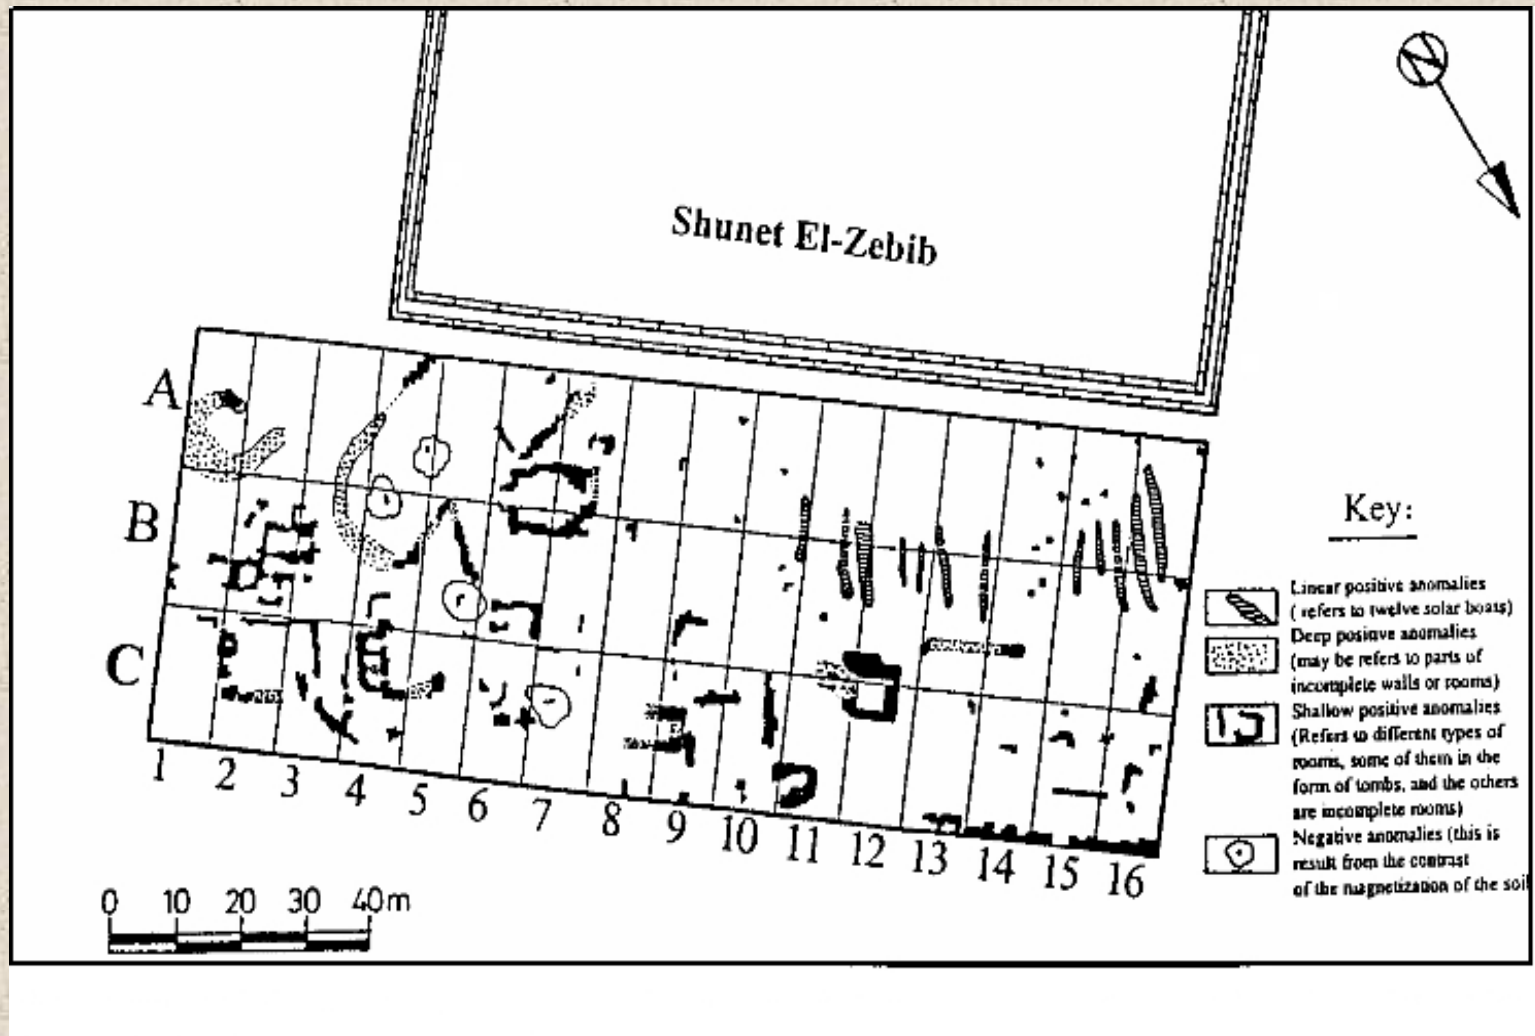 N
Shunet El-Zebib
A
B
C
1 2 3 4 5 6 7 8 9 10 11 12 13 14 15 16
0 10 20 30 40m
Key:
Linear positive anomalies
( refers to twelve solar boats)
Deep positive anomalies
(may be refers to parts of
incomplete walls or rooms)
Shallow positive anomalies
(Refers to different types of
rooms, some of them in the
form of tombs, and the others
are incomplete rooms)
Negative anomalies (this is
result from the contrast
of the magnetization of the soil